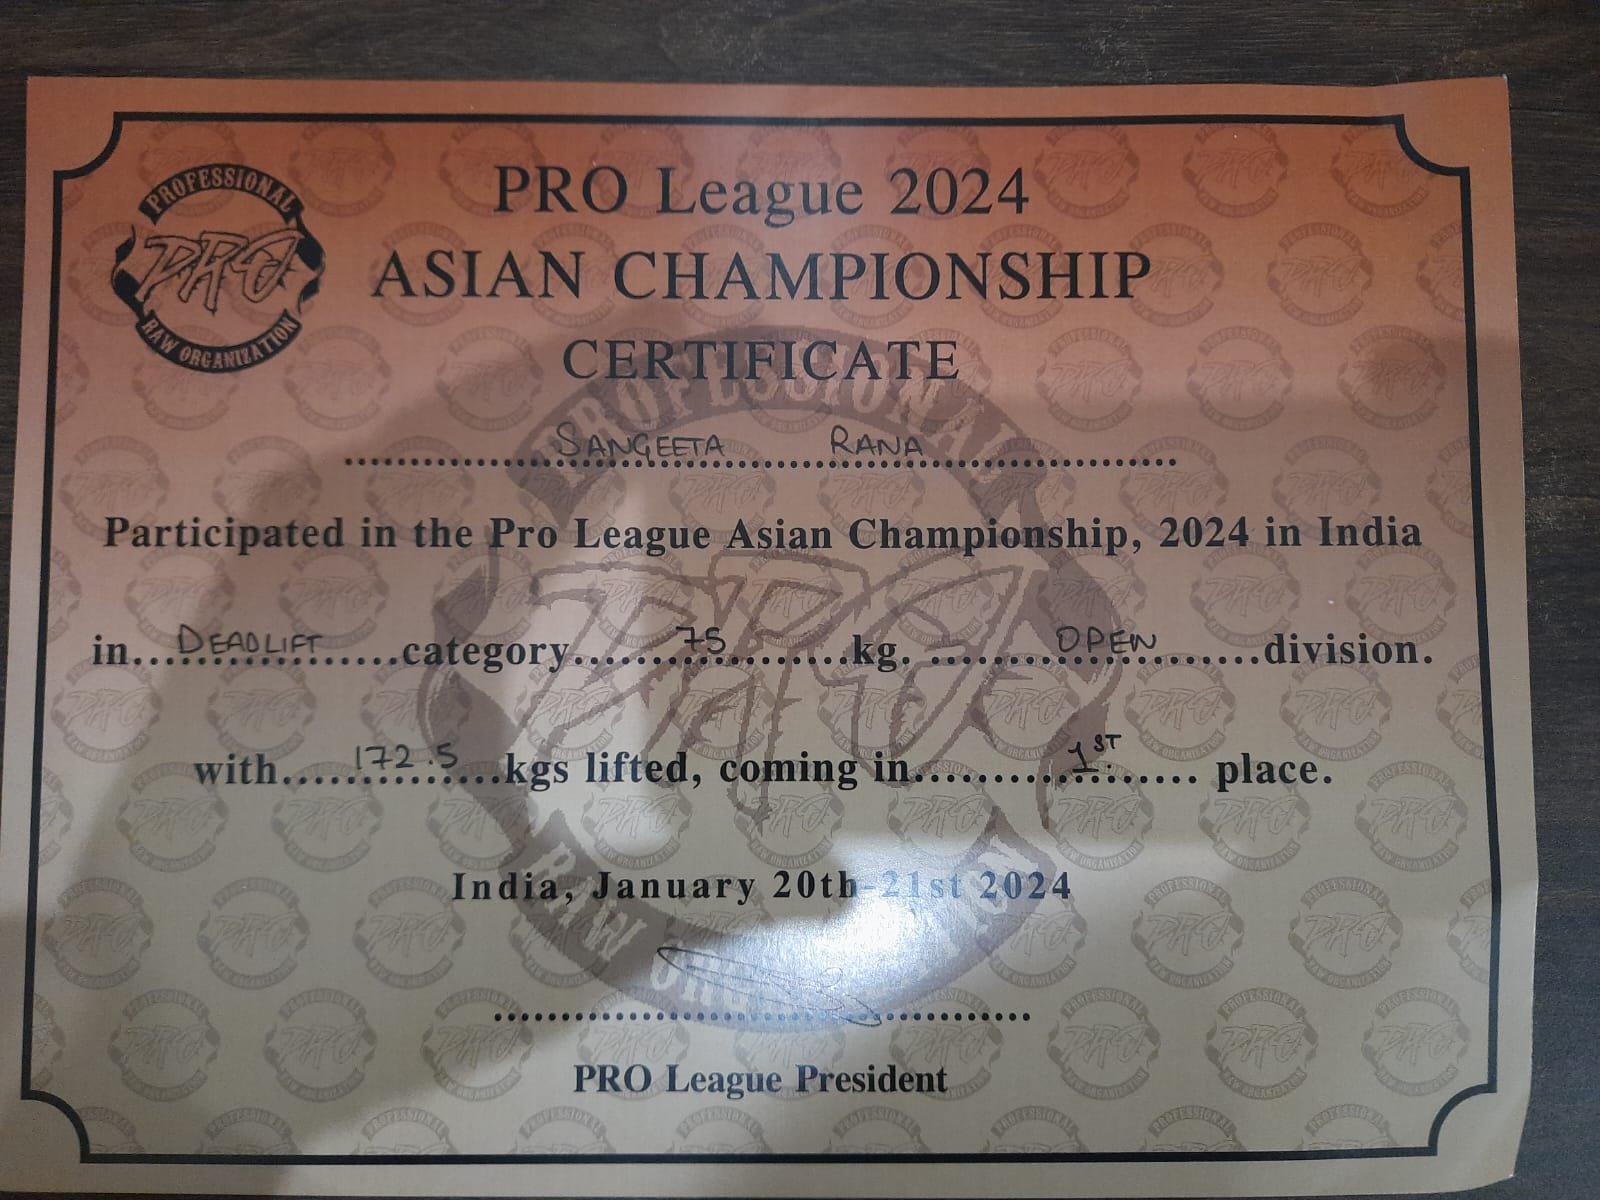 PROFESSIONAL
PRO
RAW ORGANIZATION
PRO League 2024
ASIAN CHAMPIONSHIP
CERTIFICATE
SANGEETA RANA
Participated in the Pro League Asian Championship, 2024 in India
in....DEADLIFT....category....75....kg. ....OPEN....division.
with....172.5....kgs lifted, coming in....1ST.... place.
India, January 20th-21st 2024
PRO League President